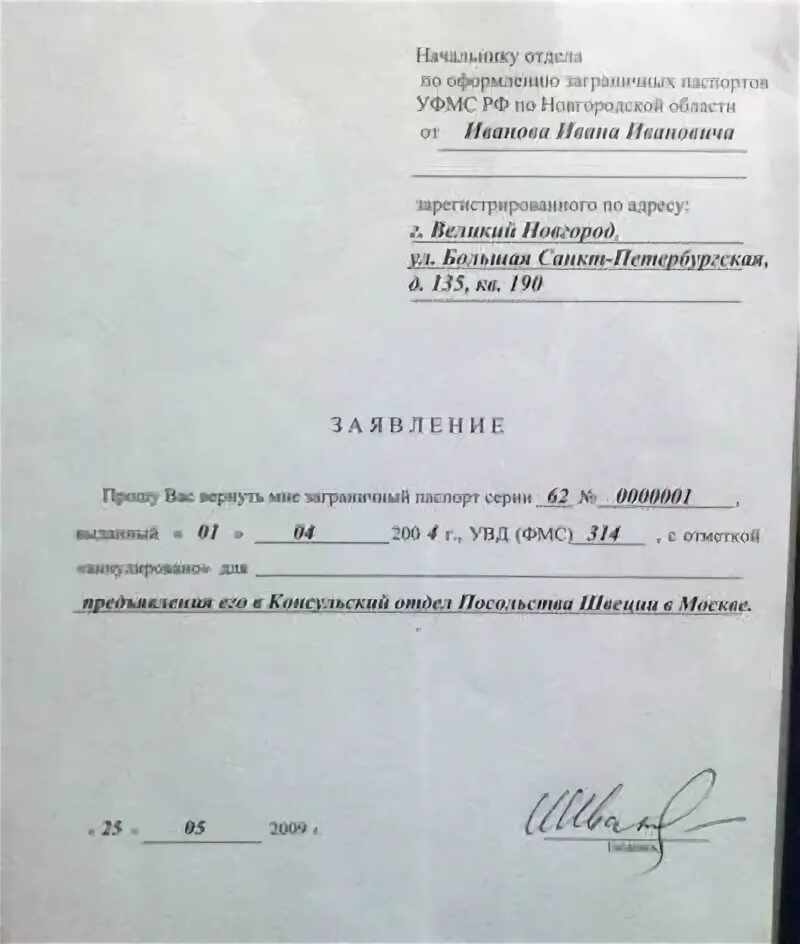 Начальнику отдела
по оформлению заграничных паспортов
УФМС РФ по Новгородской области
от Иванова Ивана Ивановича
зарегистрированного по адресу:
г. Великий Новгород,
ул. Большая Санкт-Петербургская,
д. 135, кв. 190
ЗАЯВЛЕНИЕ
Прошу Вас вернуть мне заграничный паспорт серии 62 № 0000001,
выданный « 01 » 04 2004 г., УВД (ФМС) 314, с отметкой
«аннулировано» для
предъявления его в Консульский отдел Посольства Швеции в Москве.
« 25 » 05 2009 г.
ИИванов
(подпись)